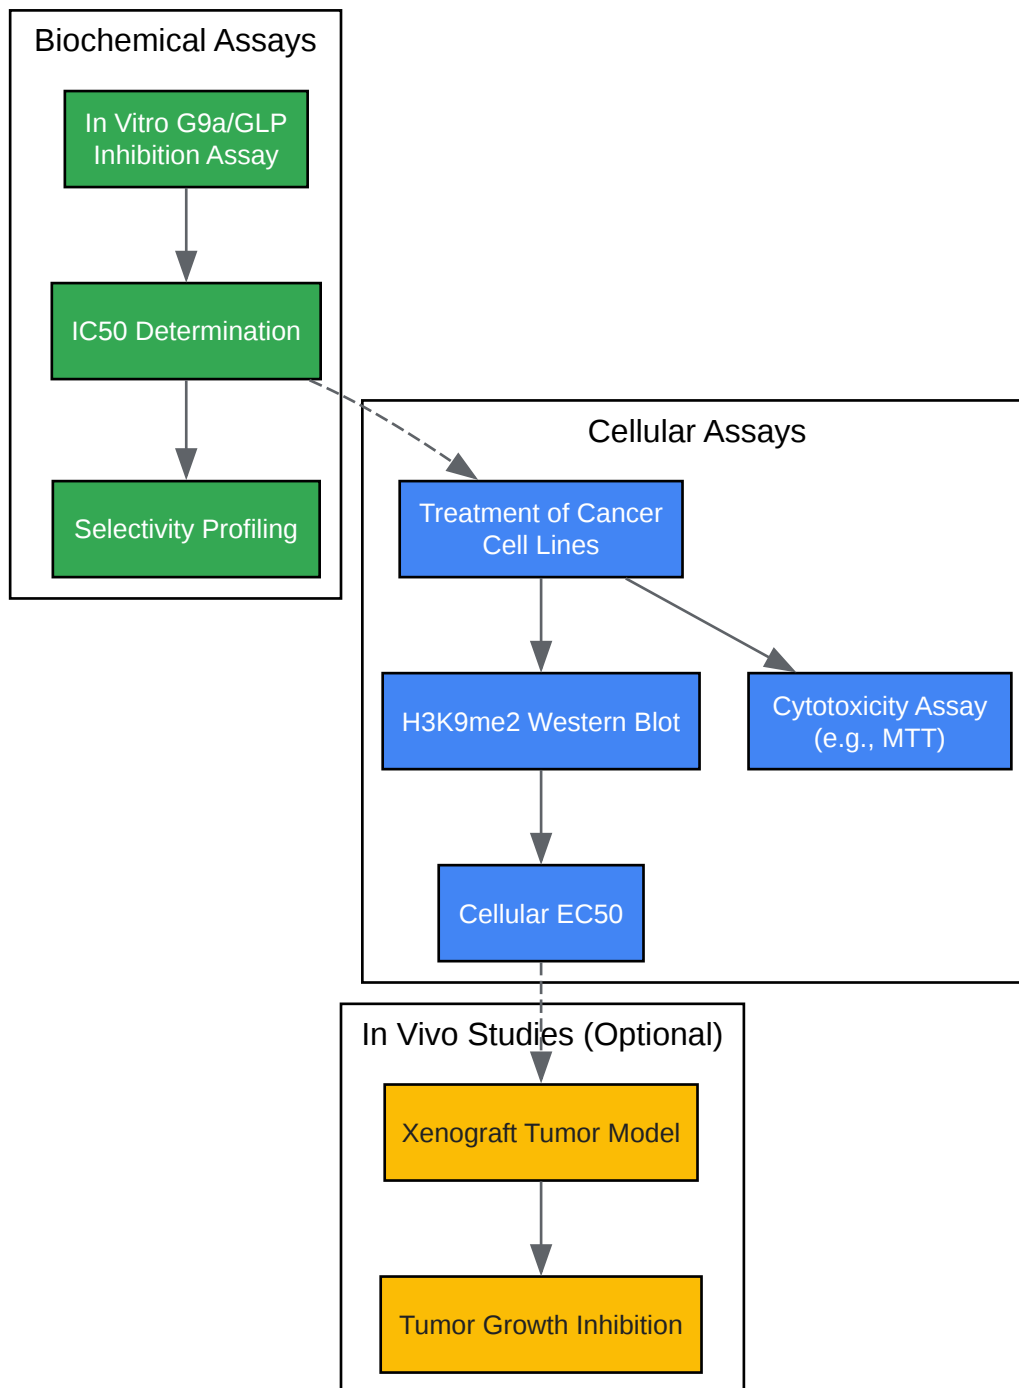 Biochemical Assays
In Vitro G9a/GLP
Inhibition Assay
IC50 Determination
Selectivity Profiling
Cellular Assays
Treatment of Cancer
Cell Lines
H3K9me2 Western Blot
Cytotoxicity Assay
(e.g., MTT)
Cellular EC50
In Vivo Studies (Optional)
Xenograft Tumor Model
Tumor Growth Inhibition